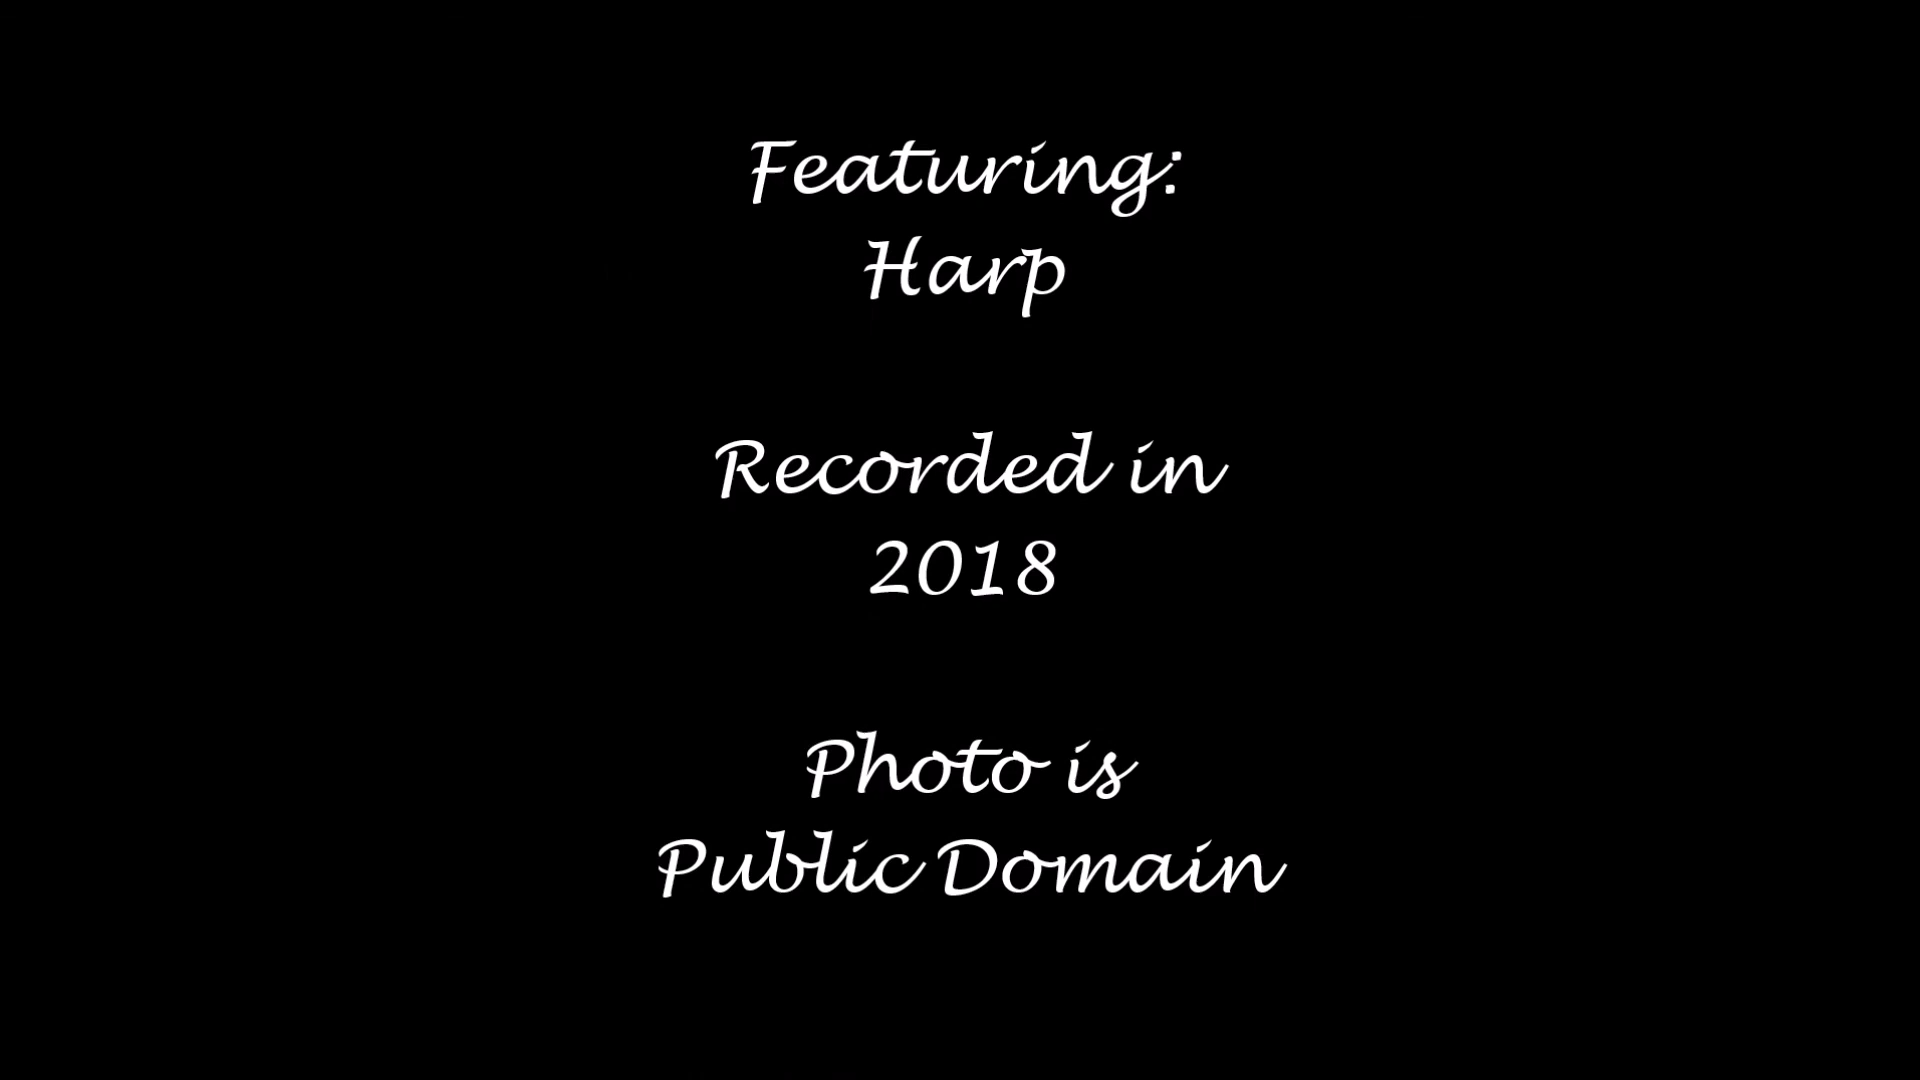 Featuring:
Harp
Recorded in
2018
Photo is
Public Domain